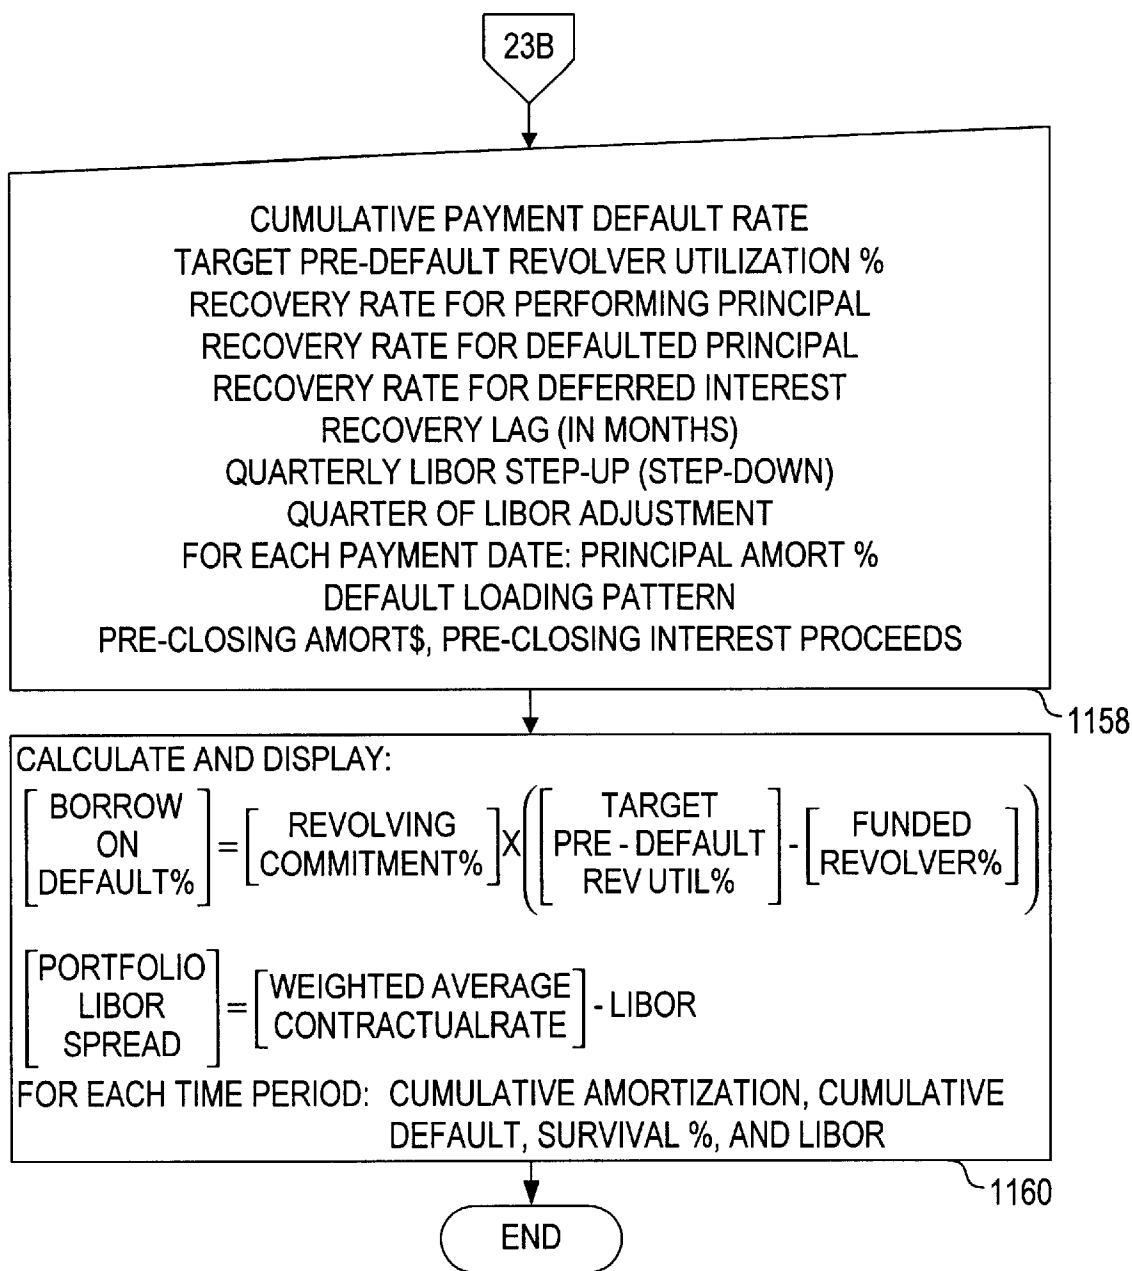 23B
CUMULATIVE PAYMENT DEFAULT RATE
TARGET PRE-DEFAULT REVOLVER UTILIZATION %
RECOVERY RATE FOR PERFORMING PRINCIPAL
RECOVERY RATE FOR DEFAULTED PRINCIPAL
RECOVERY RATE FOR DEFERRED INTEREST
RECOVERY LAG (IN MONTHS)
QUARTERLY LIBOR STEP-UP (STEP-DOWN)
QUARTER OF LIBOR ADJUSTMENT
FOR EACH PAYMENT DATE: PRINCIPAL AMORT %
DEFAULT LOADING PATTERN
PRE-CLOSING AMORT$, PRE-CLOSING INTEREST PROCEEDS
1158
CALCULATE AND DISPLAY:
[BORROW ON DEFAULT%] = [REVOLVING COMMITMENT%] X ([TARGET PRE - DEFAULT REV UTIL%] - [FUNDED REVOLVER%])
[PORTFOLIO LIBOR SPREAD] = [WEIGHTED AVERAGE CONTRACTUALRATE] - LIBOR
FOR EACH TIME PERIOD: CUMULATIVE AMORTIZATION, CUMULATIVE
DEFAULT, SURVIVAL %, AND LIBOR
1160
END